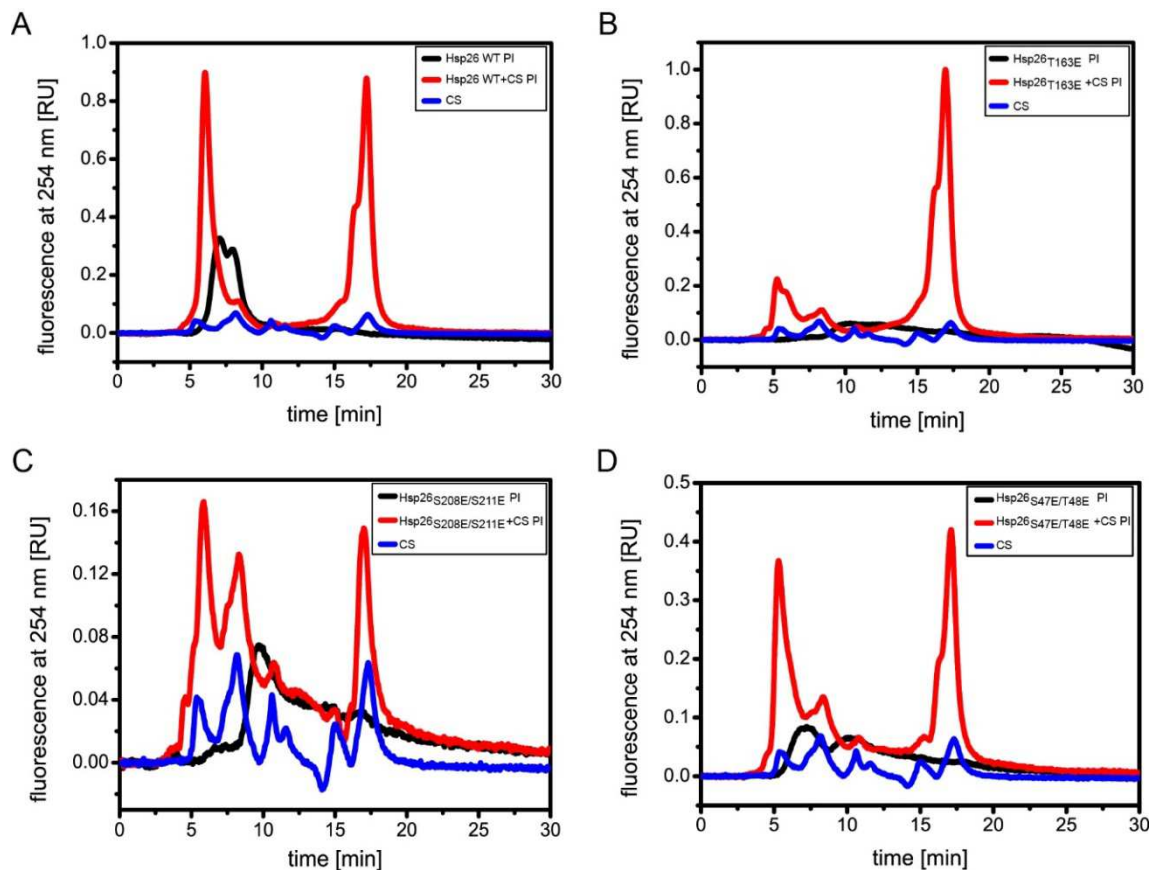 A
fluorescence at 254 nm [RU]
1.0
0.8
0.6
0.4
0.2
0.0
Hsp26 WT PI
Hsp26 WT+CS PI
CS
0 5 10 15 20 25 30
time [min]
B
fluorescence at 254 nm [RU]
1.0
0.8
0.6
0.4
0.2
0.0
Hsp26T163E PI
Hsp26T163E +CS PI
CS
0 5 10 15 20 25 30
time [min]
C
fluorescence at 254 nm [RU]
0.16
0.12
0.08
0.04
0.00
Hsp26S208E/S211E PI
Hsp26S208E/S211E +CS PI
CS
0 5 10 15 20 25 30
time [min]
D
fluorescence at 254 nm [RU]
0.5
0.4
0.3
0.2
0.1
0.0
Hsp26S47E/T48E PI
Hsp26S47E/T48E +CS PI
CS
0 5 10 15 20 25 30
time [min]